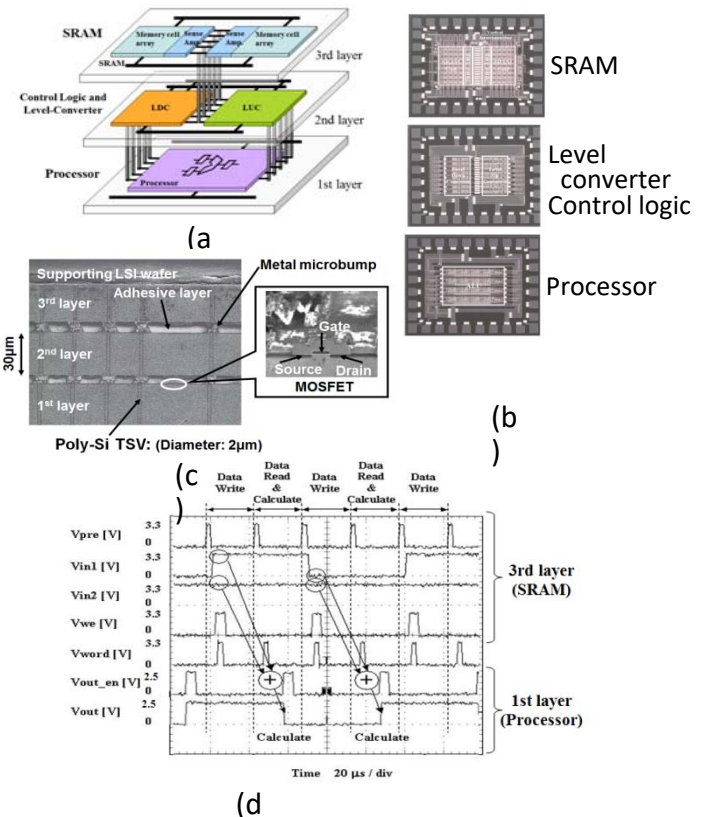 SRAM
Memory cell array
Sense Amp.
Sense Amp.
Memory cell array
SRAM
3rd layer
Control Logic and Level-Converter
LDC
LUC
2nd layer
Processor
Processor
1st layer
(a
SRAM
Level
converter
Control logic
Processor
(b
)
Supporting LSI wafer
Metal microbump
Adhesive layer
3rd layer
2nd layer
1st layer
30μm
Gate
Source
Drain
MOSFET
Poly-Si TSV: (Diameter: 2μm)
(c
)
Data Write
Data Read & Calculate
Data Write
Data Read & Calculate
Data Write
Vpre [V] 3.3 0
Vin1 [V] 3.3 0
Vin2 [V] 3.3 0
Vwe [V] 3.3 0
Vword [V] 3.3 0
Vout_en [V] 2.5 0
Vout [V] 2.5 0
+
+
Calculate
Calculate
3rd layer
(SRAM)
1st layer
(Processor)
Time 20 μs / div
(d